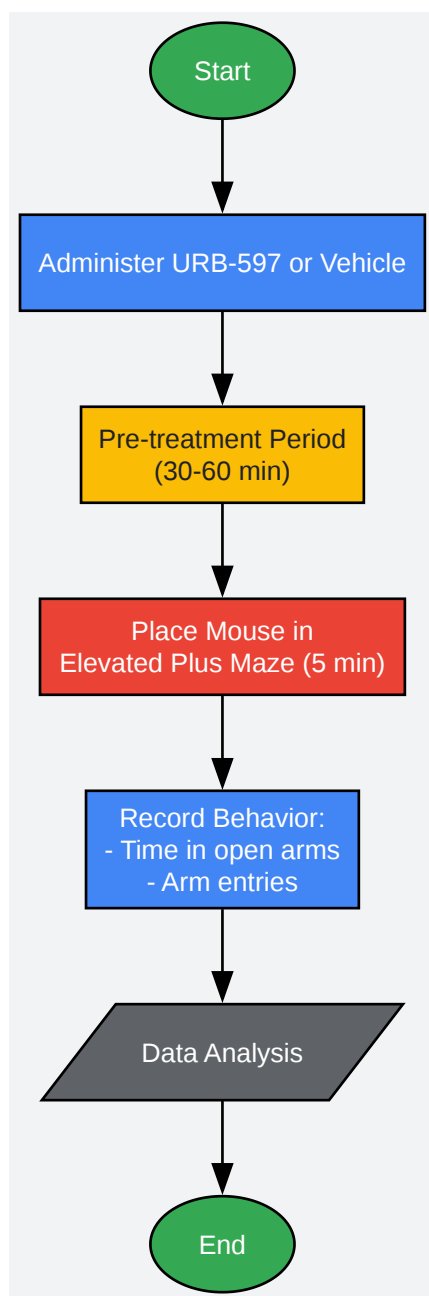 Start
Administer URB-597 or Vehicle
Pre-treatment Period
(30-60 min)
Place Mouse in
Elevated Plus Maze (5 min)
Record Behavior:
- Time in open arms
- Arm entries
Data Analysis
End